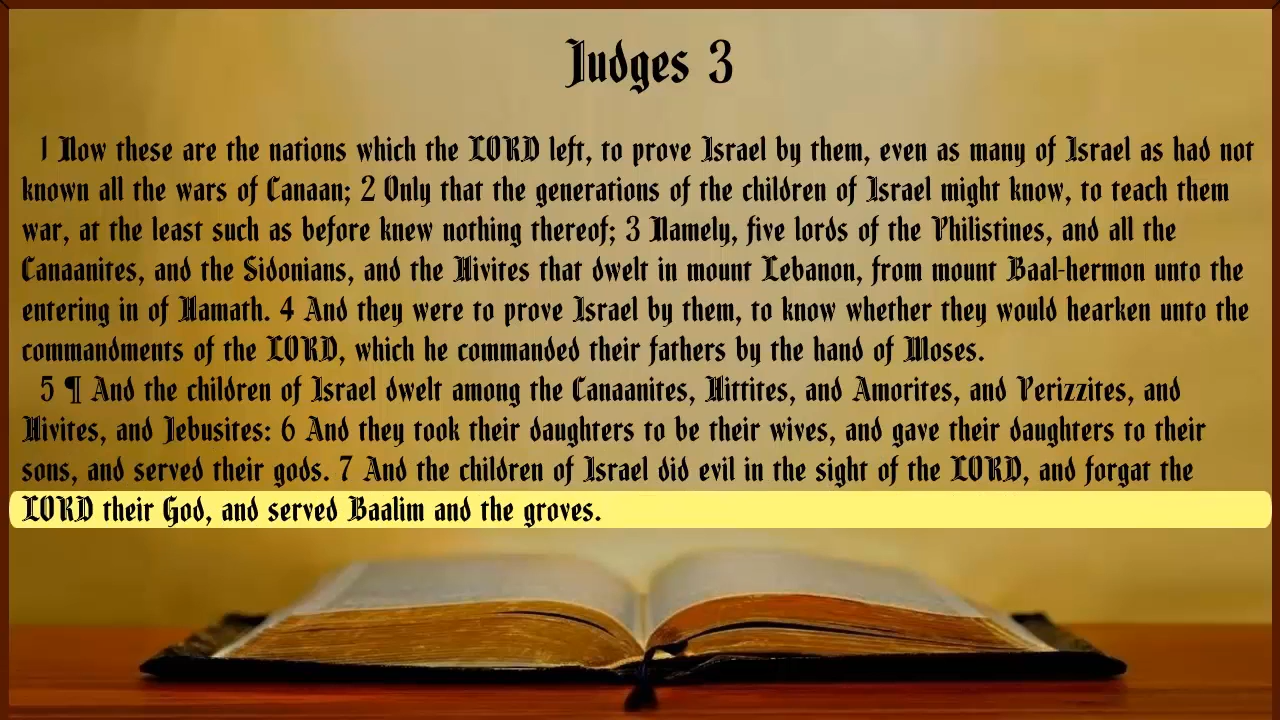 Judges 3
1 Now these are the nations which the LORD left, to prove Israel by them, even as many of Israel as had not
known all the wars of Canaan; 2 Only that the generations of the children of Israel might know, to teach them
war, at the least such as before knew nothing thereof; 3 Namely, five lords of the Philistines, and all the
Canaanites, and the Sidonians, and the Hivites that dwelt in mount Lebanon, from mount Baal-hermon unto the
entering in of Hamath. 4 And they were to prove Israel by them, to know whether they would hearken unto the
commandments of the LORD, which he commanded their fathers by the hand of Moses.
5 ¶ And the children of Israel dwelt among the Canaanites, Hittites, and Amorites, and Perizzites, and
Hivites, and Jebusites: 6 And they took their daughters to be their wives, and gave their daughters to their
sons, and served their gods. 7 And the children of Israel did evil in the sight of the LORD, and forgat the
LORD their God, and served Baalim and the groves.